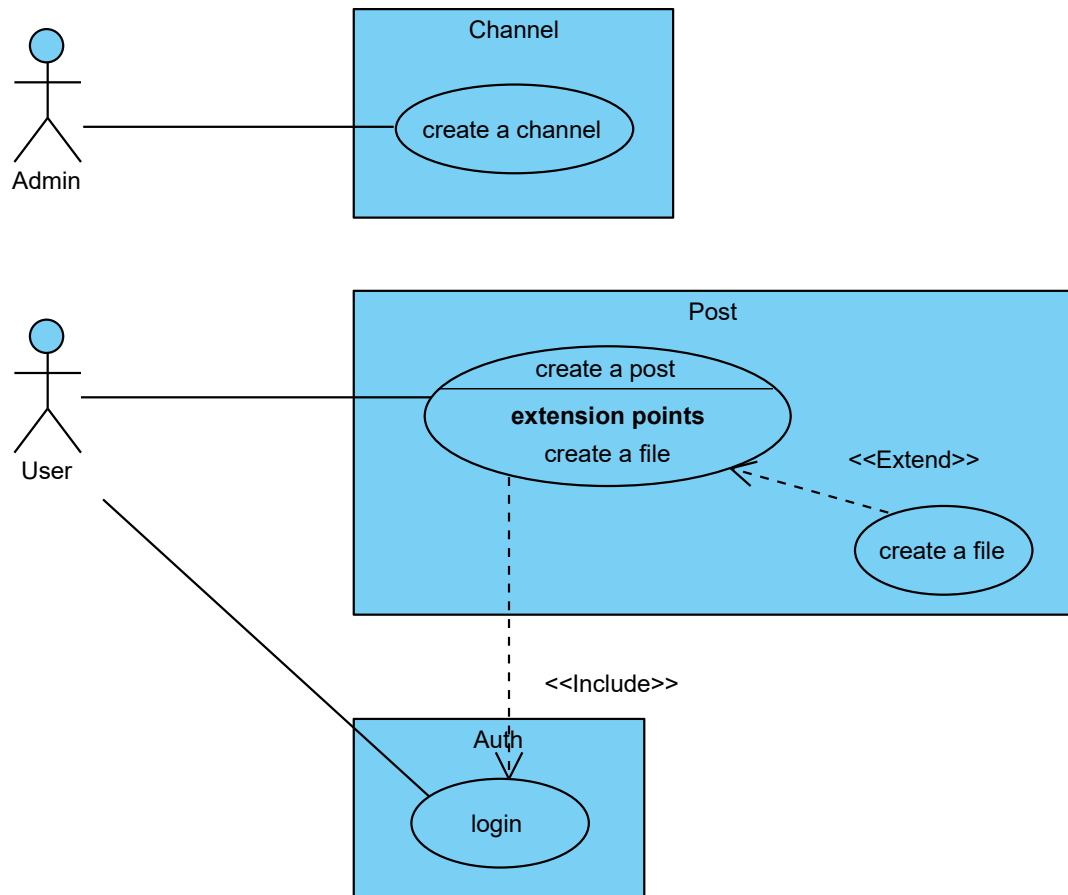 Channel
create a channel
Admin
Post
create a post
extension points
create a file
User
<<Extend>>
create a file
<<Include>>
Auth
login